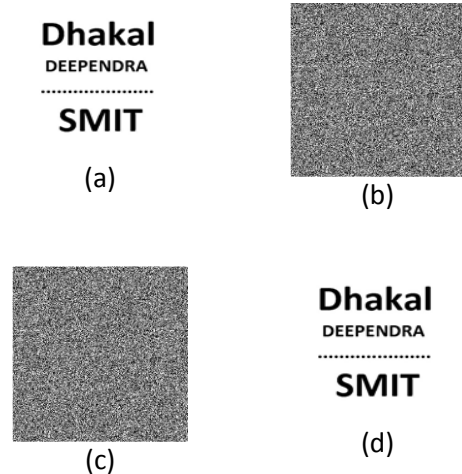 Dhakal
DEEPENDRA
......................
SMIT
(a)
(b)
(c)
Dhakal
DEEPENDRA
......................
SMIT
(d)